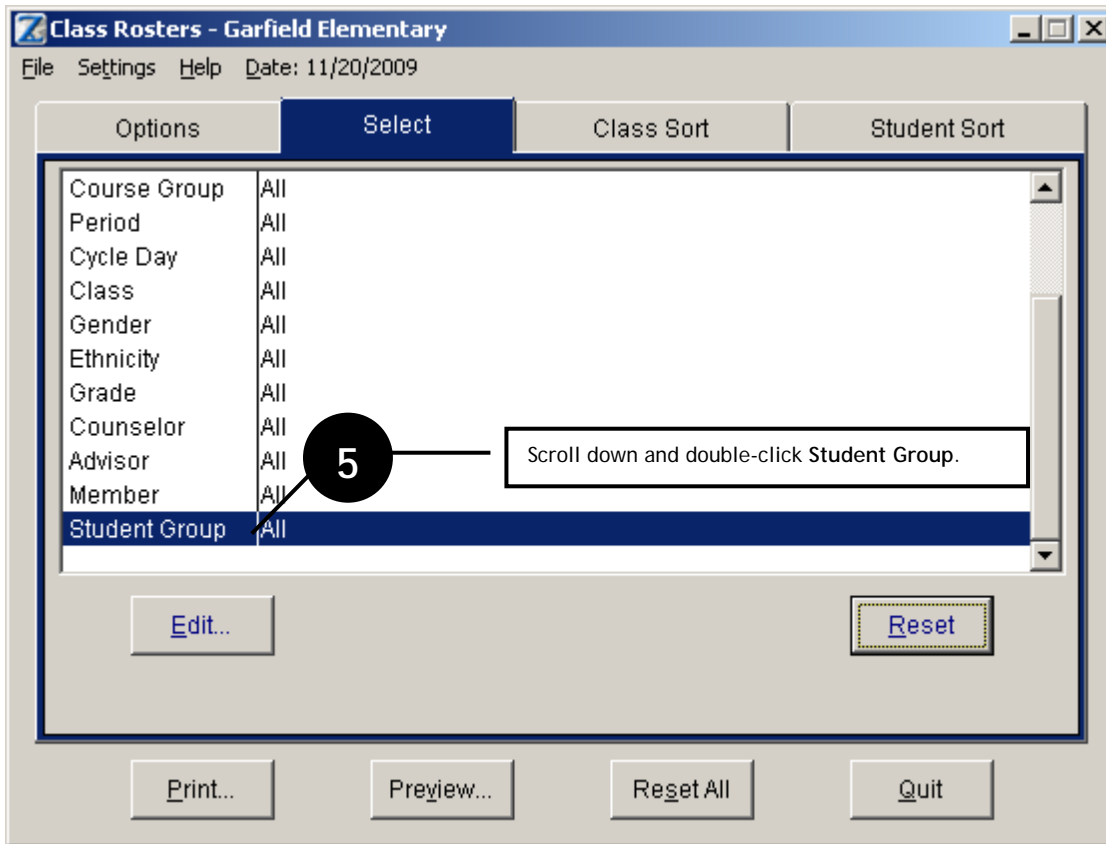 Class Rosters - Garfield Elementary
File Settings Help Date: 11/20/2009
Options Select Class Sort Student Sort
Course Group All
Period All
Cycle Day All
Class All
Gender All
Ethnicity All
Grade All
Counselor All
Advisor All
Member All
Student Group All
5
Scroll down and double-click Student Group.
Edit... Reset
Print... Preview... Reset All Quit